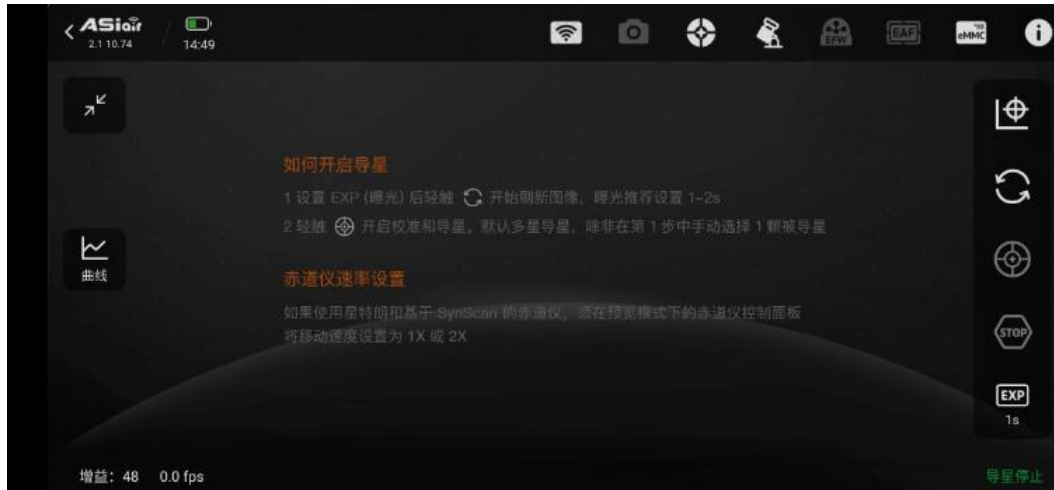 ASiair
2.1 10.74
14:49
EFW
EAF
eMMC
如何开启导星
1 设置 EXP (曝光) 后轻触 开始刷新图像，曝光推荐设置 1-2s
2 轻触 开启校准和导星。默认多星导星，除非在第 1 步中手动选择 1 颗被导星
曲线
赤道仪速率设置
如果使用星特朗和基于 SynScan 的赤道仪，须在预览模式下的赤道仪控制面板
将移动速度设置为 1X 或 2X
STOP
EXP
1s
增益：48 0.0 fps
导星停止